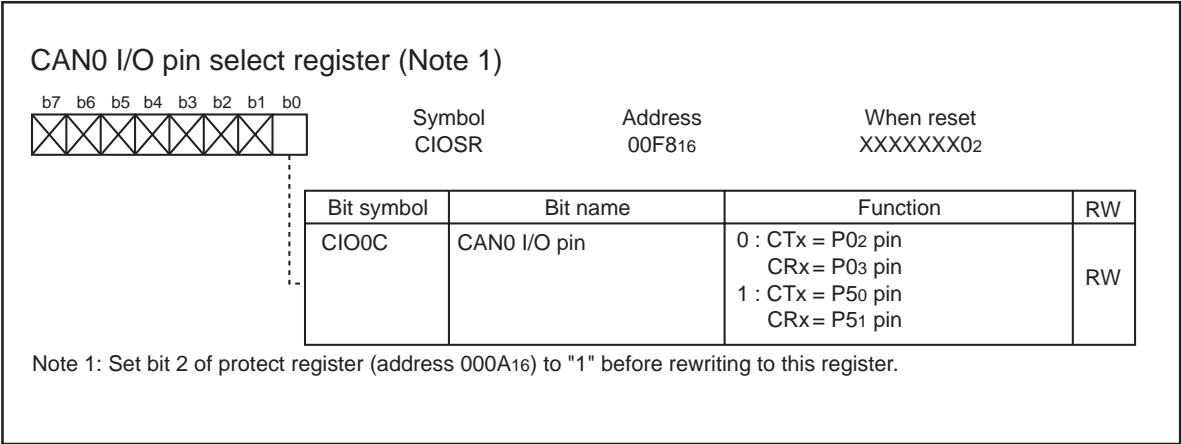 CAN0 I/O pin select register (Note 1)
b7 b6 b5 b4 b3 b2 b1 b0
Symbol Address When reset
CIOSR 00F816 XXXXXXX02
Bit symbol Bit name Function RW
CIO0C CAN0 I/O pin 0 : CTx = P02 pin
CRx = P03 pin
RW
1 : CTx = P50 pin
CRx = P51 pin
Note 1: Set bit 2 of protect register (address 000A16) to "1" before rewriting to this register.